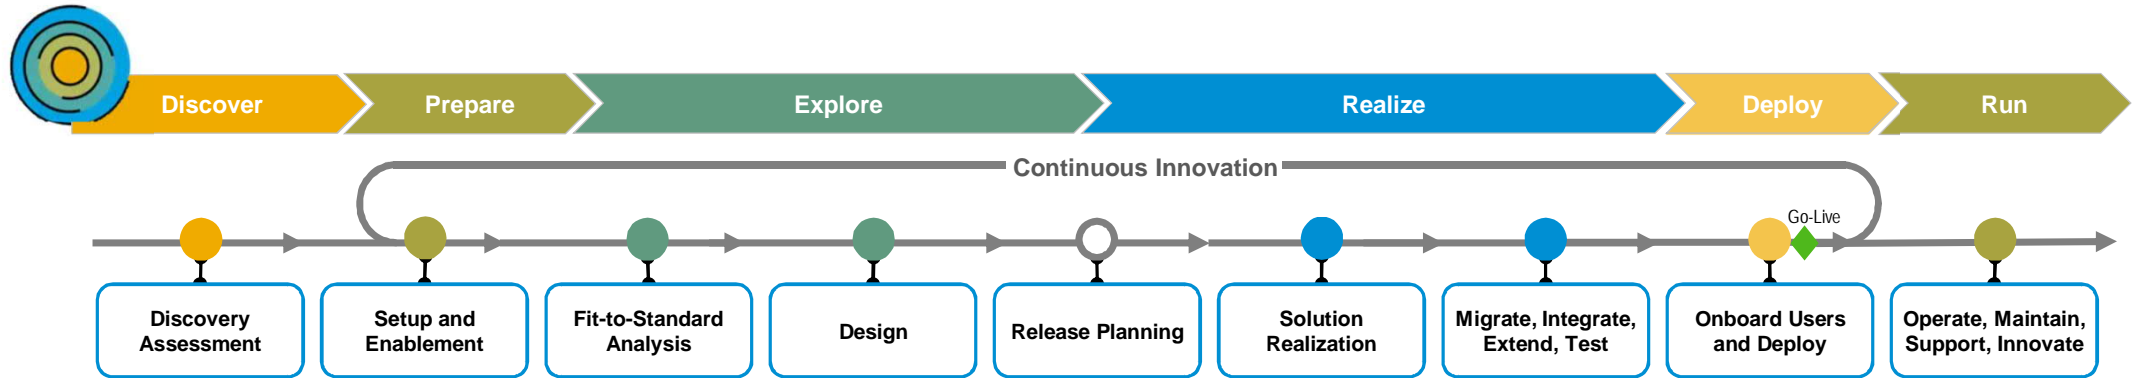 Discover
Prepare
Explore
Realize
Deploy
Run
Continuous Innovation
Go-Live
Discovery
Assessment
Setup and
Enablement
Fit-to-Standard
Analysis
Design
Release Planning
Solution
Realization
Migrate, Integrate,
Extend, Test
Onboard Users
and Deploy
Operate, Maintain,
Support, Innovate